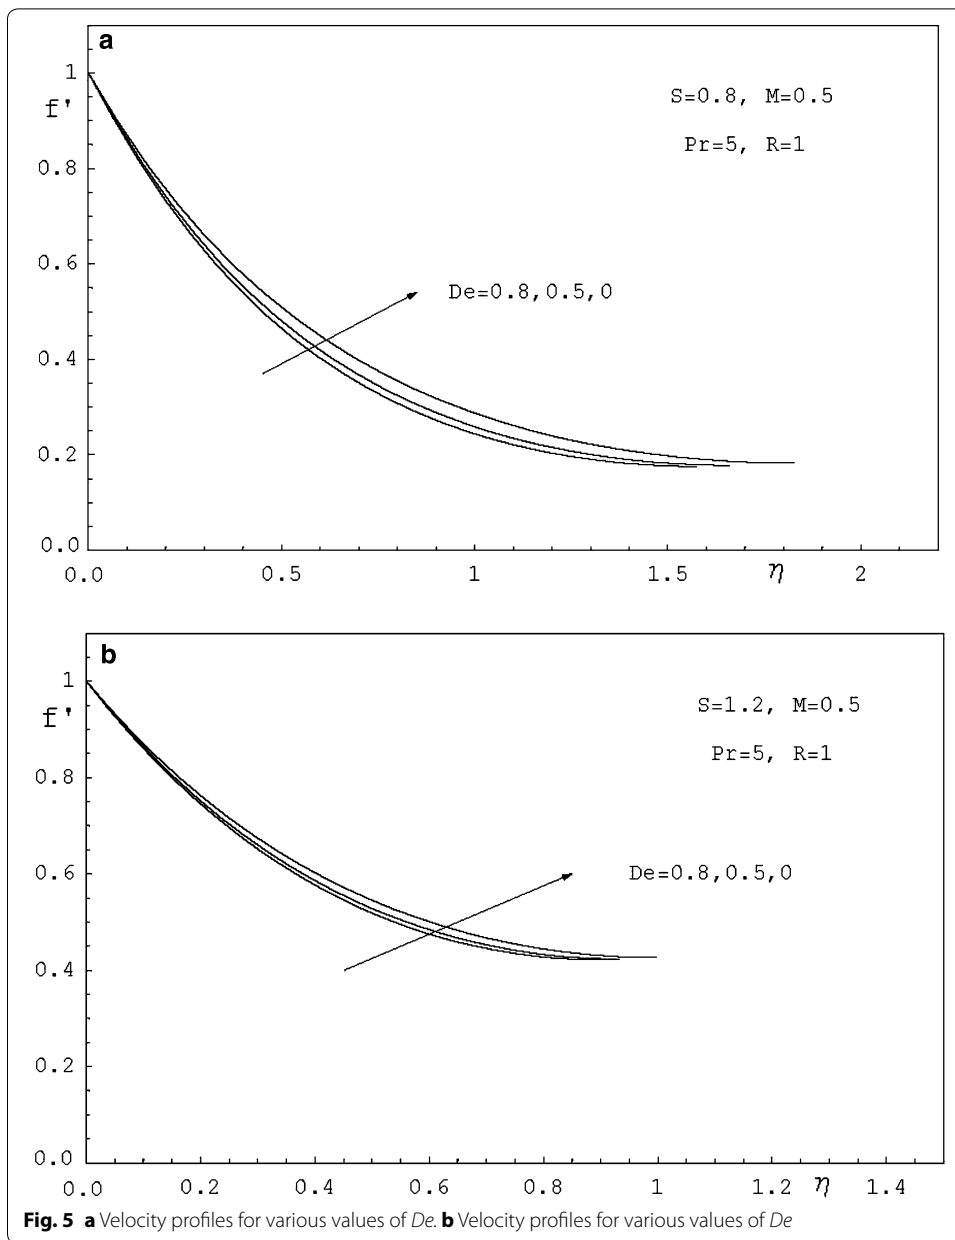 a
1
f'
S=0.8, M=0.5
Pr=5, R=1
0.8
0.6
De=0.8,0.5,0
0.4
0.2
0.0
0.0 0.5 1 1.5 η 2
b
1
f'
S=1.2, M=0.5
Pr=5, R=1
0.8
0.6
De=0.8,0.5,0
0.4
0.2
0.0
0.0 0.2 0.4 0.6 0.8 1 1.2 η 1.4
Fig. 5 a Velocity profiles for various values of De. b Velocity profiles for various values of De